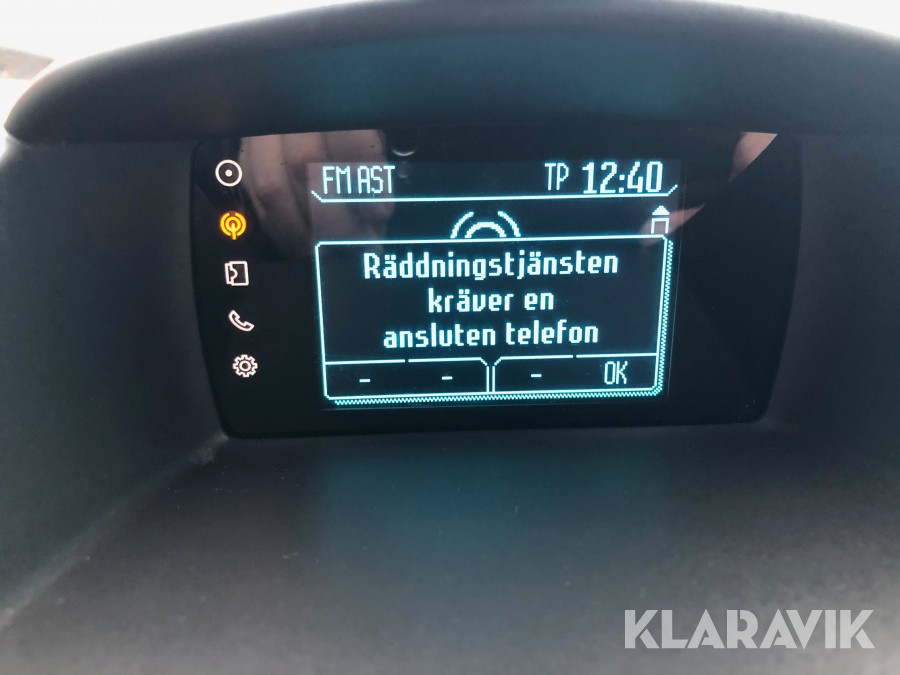 FM AST TP 12:40
Räddningstjänsten
kräver en
ansluten telefon
- - - OK
KLARAVIK